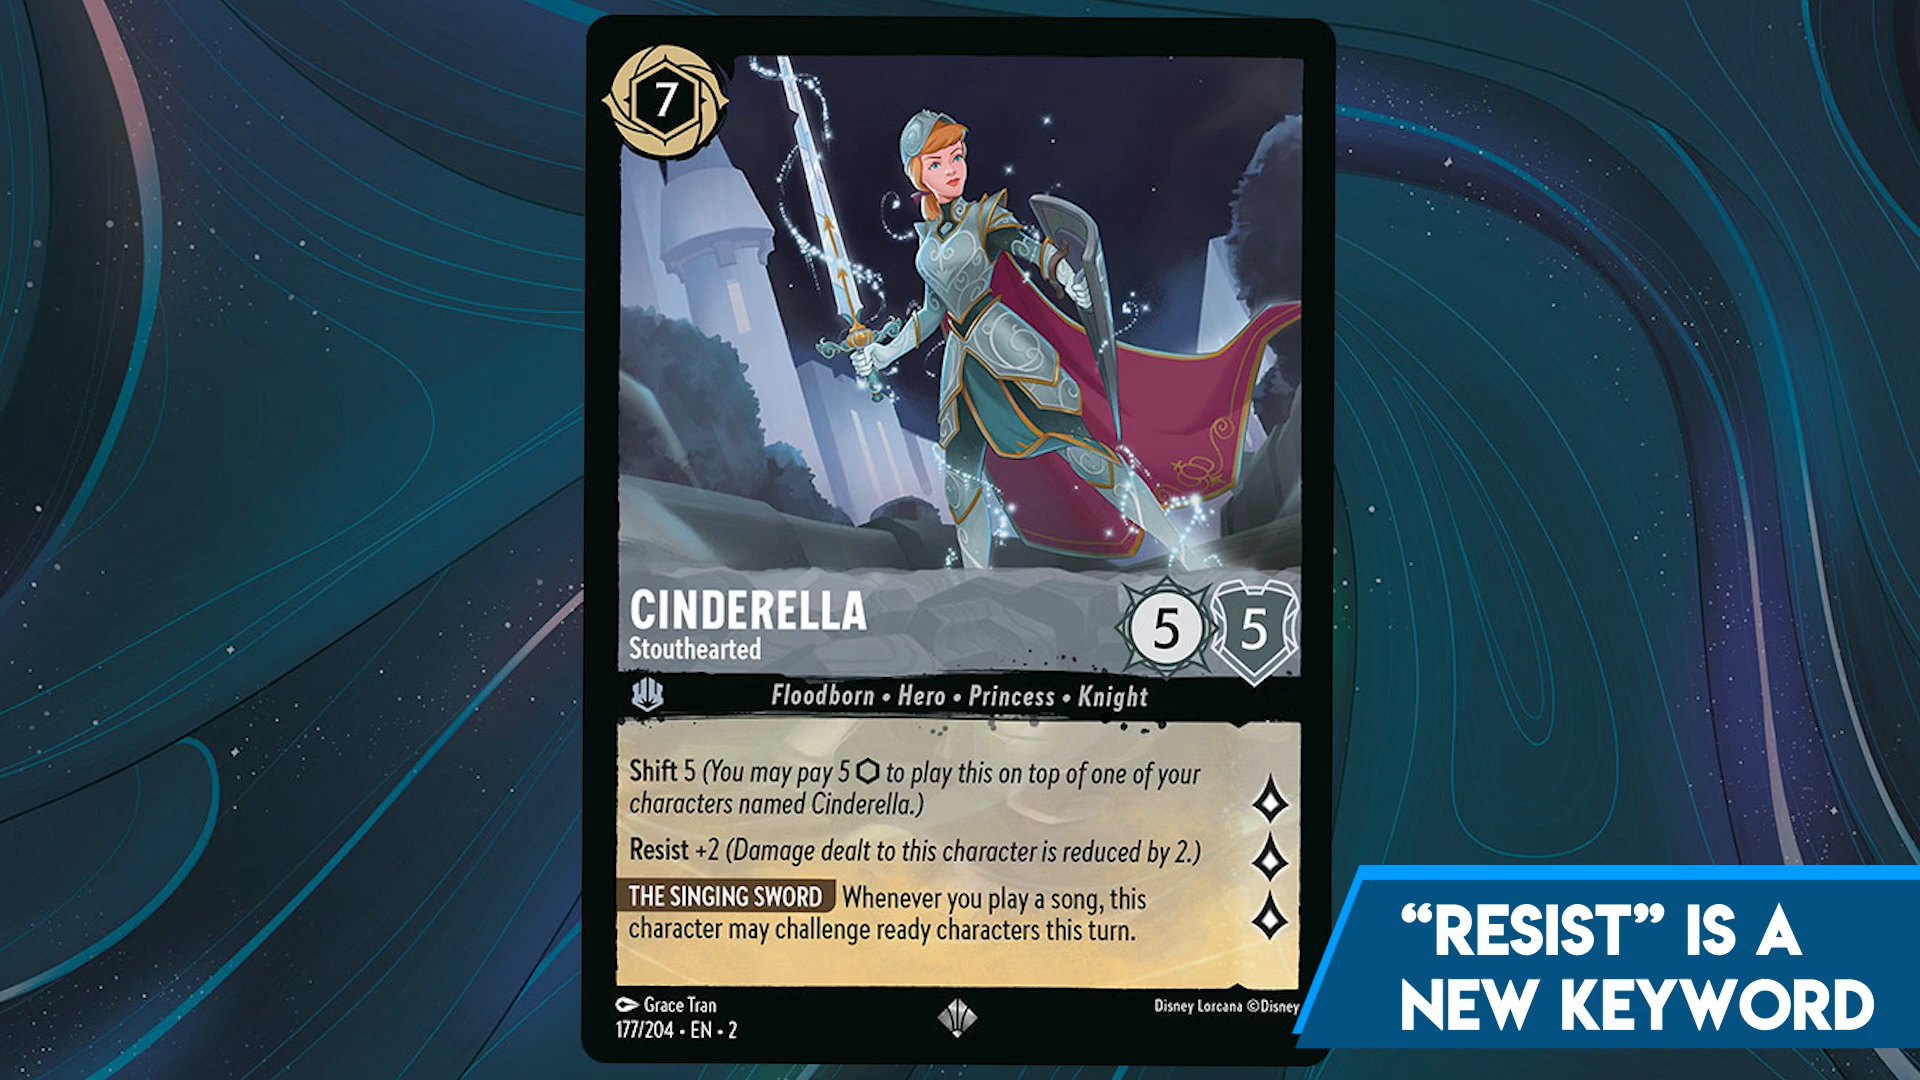 7
CINDERELLA
Stouthearted
5 5
Floodborn • Hero • Princess • Knight
Shift 5 (You may pay 5 ⬡ to play this on top of one of your
characters named Cinderella.)
Resist +2 (Damage dealt to this character is reduced by 2.)
THE SINGING SWORD Whenever you play a song, this
character may challenge ready characters this turn.
Grace Tran
177/204 • EN • 2
Disney Lorcana ©Disney
“RESIST” IS A
NEW KEYWORD